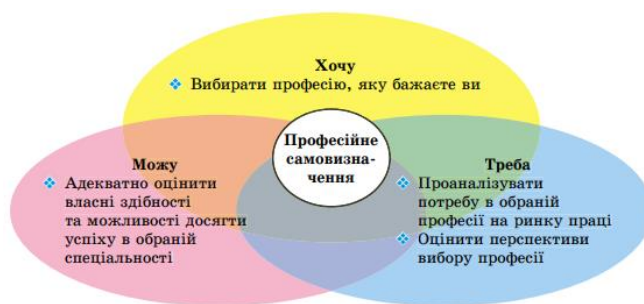 Хочу
❖ Вибирати професію, яку бажаєте ви
Професійне
самовизна-
чення
Можу
❖ Адекватно оцінити
власні здібності
та можливості досягти
успіху в обраній
спеціальності
Треба
❖ Проаналізувати
потребу в обраній
професії на ринку праці
❖ Оцінити перспективи
вибору професії